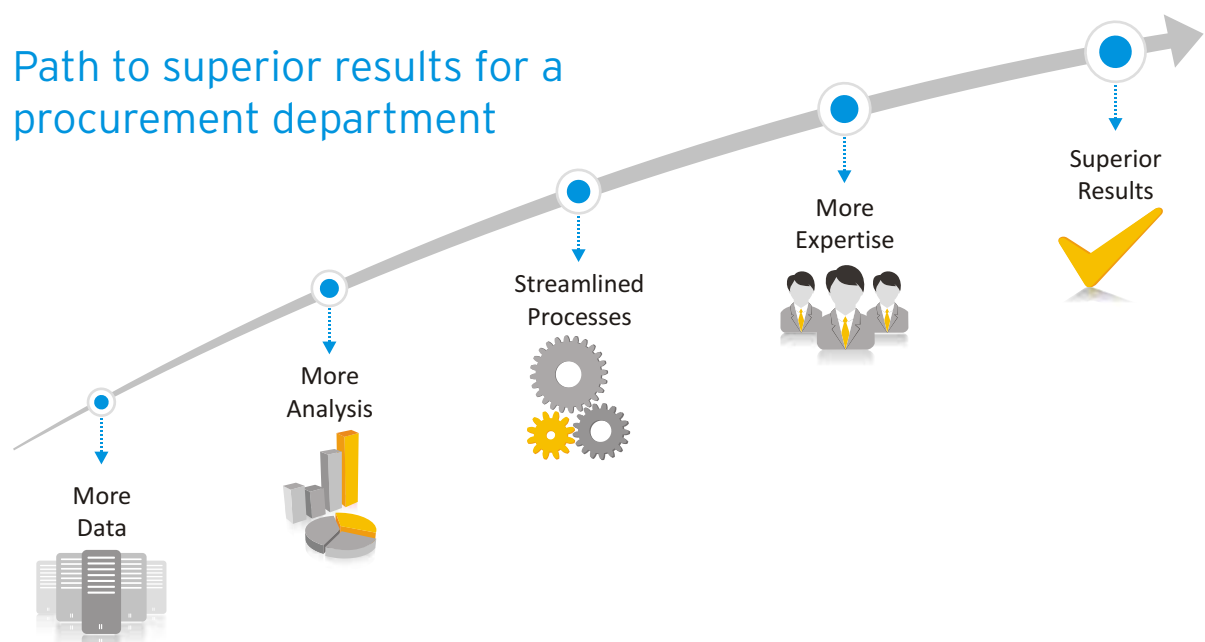 Path to superior results for a
procurement department
More
Data
More
Analysis
Streamlined
Processes
More
Expertise
Superior
Results